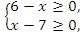 6 − x ≥ 0,
x − 7 ≥ 0,